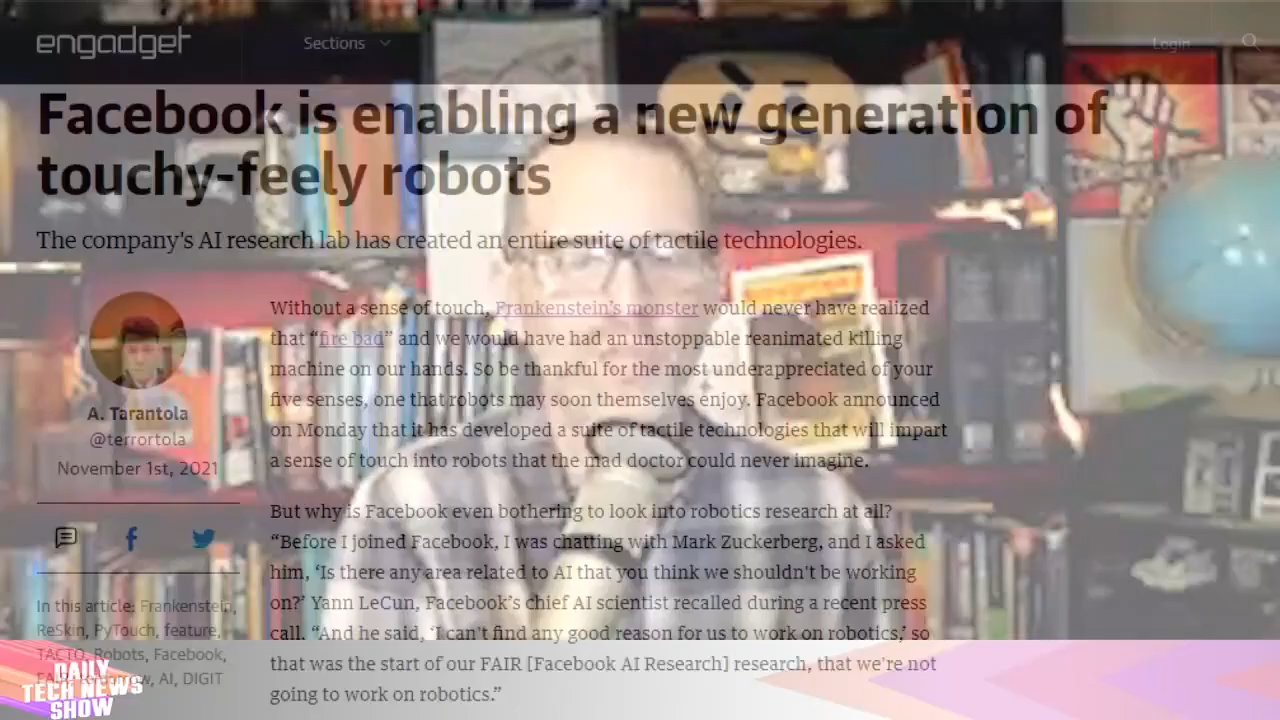 engadget
Sections
Login
Facebook is enabling a new generation of
touchy-feely robots
The company's AI research lab has created an entire suite of tactile technologies.
A. Tarantola
@terrortola
November 1st, 2021
In this article: Frankenstein,
ReSkin, PyTouch, feature,
TACTO, Robots, Facebook,
AI, DIGIT
Without a sense of touch, Frankenstein's monster would never have realized
that “fire bad” and we would have had an unstoppable reanimated killing
machine on our hands. So be thankful for the most underappreciated of your
five senses, one that robots may soon themselves enjoy. Facebook announced
on Monday that it has developed a suite of tactile technologies that will impart
a sense of touch into robots that the mad doctor could never imagine.
But why is Facebook even bothering to look into robotics research at all?
“Before I joined Facebook, I was chatting with Mark Zuckerberg, and I asked
him, ‘Is there any area related to AI that you think we shouldn't be working
on?’ Yann LeCun, Facebook’s chief AI scientist recalled during a recent press
call. “And he said, ‘I can't find any good reason for us to work on robotics,’ so
that was the start of our FAIR [Facebook AI Research] research, that we're not
going to work on robotics.”
DAILY
TECH NEWS
SHOW